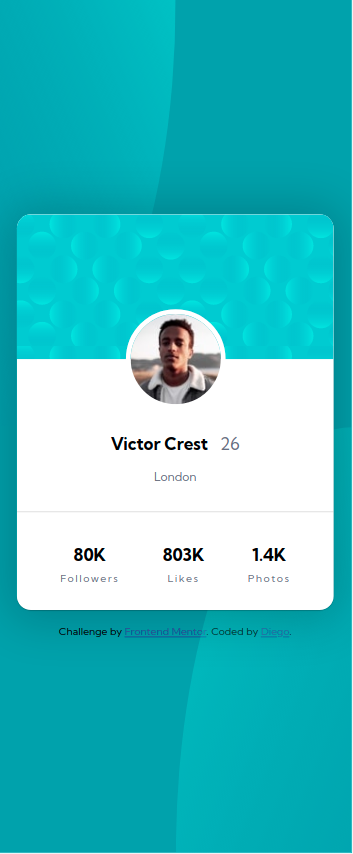 Victor Crest 26
London
80K 803K 1.4K
Followers Likes Photos
Challenge by Frontend Mentor. Coded by Diego.